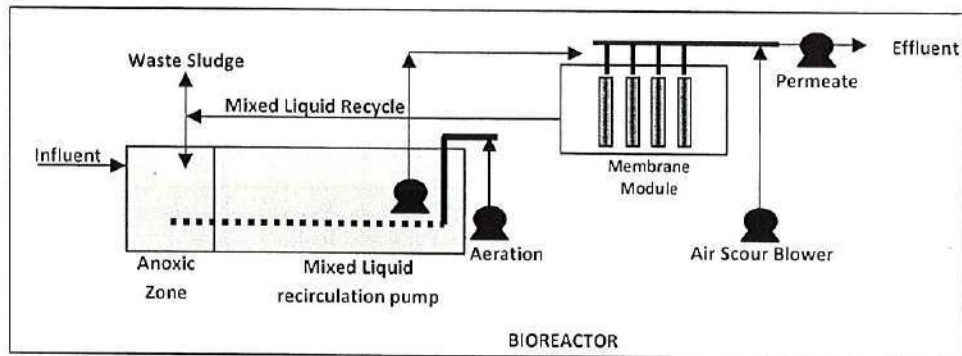 Waste Sludge
Effluent
Permeate
Mixed Liquid Recycle
Influent
Membrane
Module
Aeration
Air Scour Blower
Anoxic
Zone
Mixed Liquid
recirculation pump
BIOREACTOR